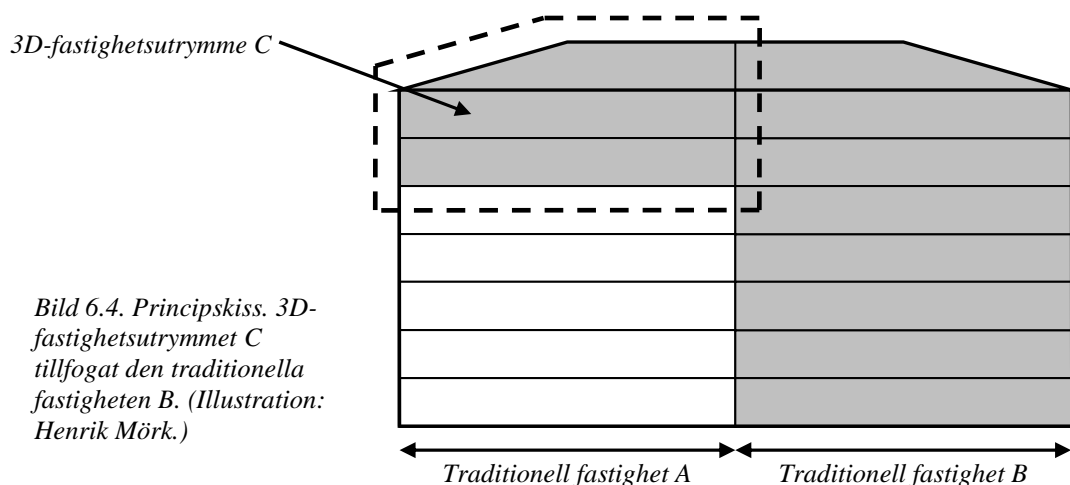 3D-fastighetsutrymme C
Bild 6.4. Principskiss. 3D-
fastighetsutrymmet C
tillfogat den traditionella
fastigheten B. (Illustration:
Henrik Mörk.)
Traditionell fastighet A
Traditionell fastighet B